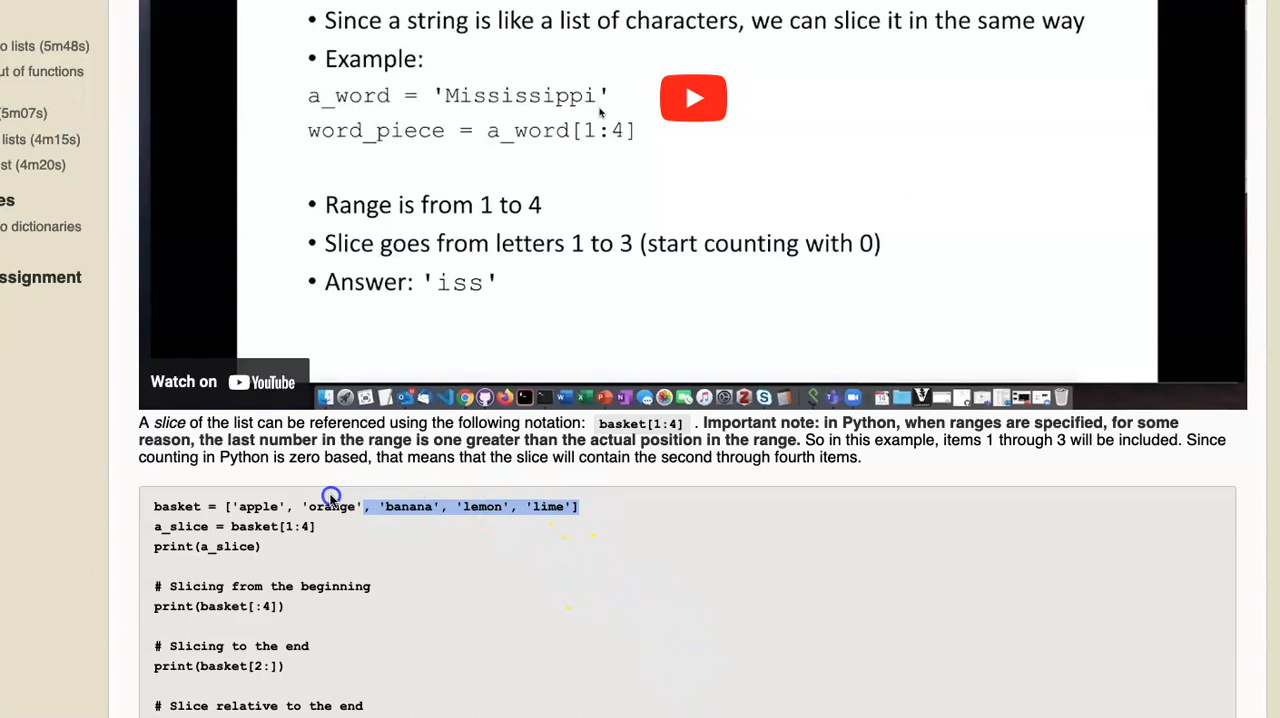 • Since a string is like a list of characters, we can slice it in the same way
o lists (5m48s)
• Example:
ut of functions
a_word = 'Mississippi'
5m07s)
word_piece = a_word[1:4]
lists (4m15s)
st (4m20s)
es
• Range is from 1 to 4
o dictionaries
• Slice goes from letters 1 to 3 (start counting with 0)
ssignment
• Answer: 'iss'
Watch on YouTube
A slice of the list can be referenced using the following notation: basket[1:4] . Important note: in Python, when ranges are specified, for some
reason, the last number in the range is one greater than the actual position in the range. So in this example, items 1 through 3 will be included. Since
counting in Python is zero based, that means that the slice will contain the second through fourth items.
basket = ['apple', 'orange', 'banana', 'lemon', 'lime']
a_slice = basket[1:4]
print(a_slice)
# Slicing from the beginning
print(basket[:4])
# Slicing to the end
print(basket[2:])
# Slice relative to the end